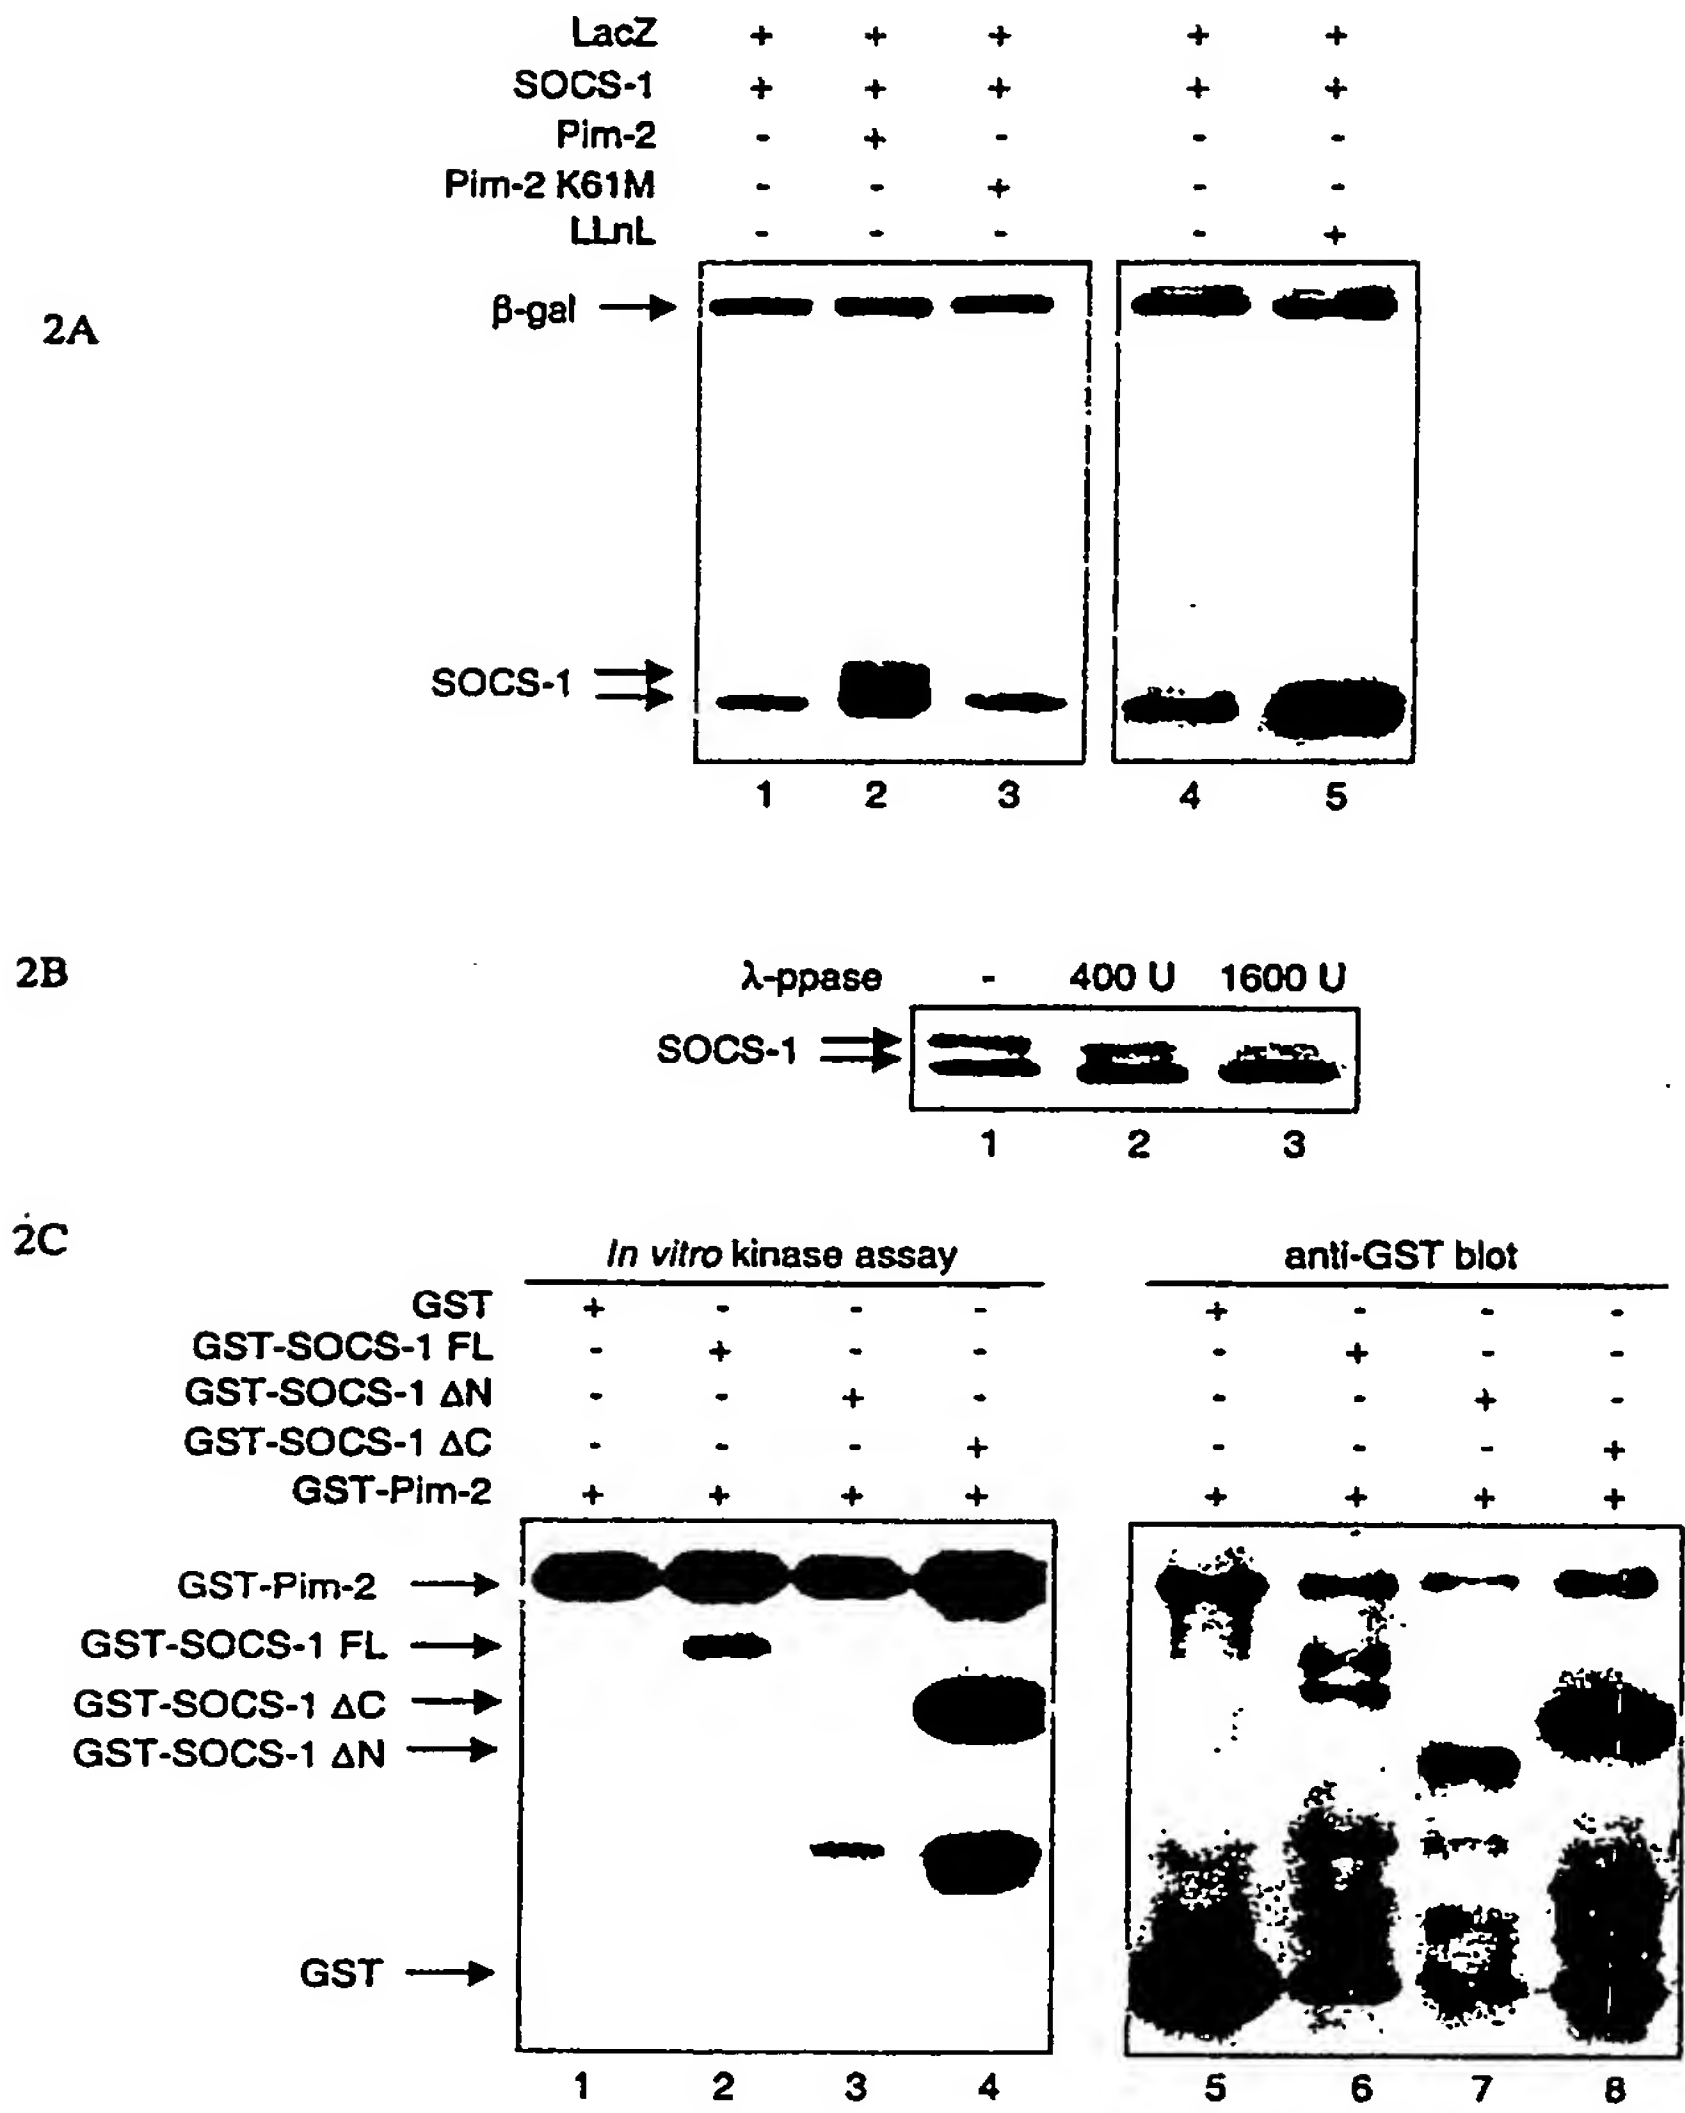 LacZ + + + + +
SOCS-1 + + + + +
Pim-2 - + - - -
Pim-2 K61M - - + - -
LLnL - - - - +
2A
β-gal
SOCS-1
1 2 3 4 5
2B
λ-ppase - 400 U 1600 U
SOCS-1
1 2 3
2C
In vitro kinase assay anti-GST blot
GST + - - - + - - -
GST-SOCS-1 FL - + - - - + - -
GST-SOCS-1 ΔN - - + - - - + -
GST-SOCS-1 ΔC - - - + - - - +
GST-Pim-2 + + + + + + + +
GST-Pim-2
GST-SOCS-1 FL
GST-SOCS-1 ΔC
GST-SOCS-1 ΔN
GST
1 2 3 4 5 6 7 8